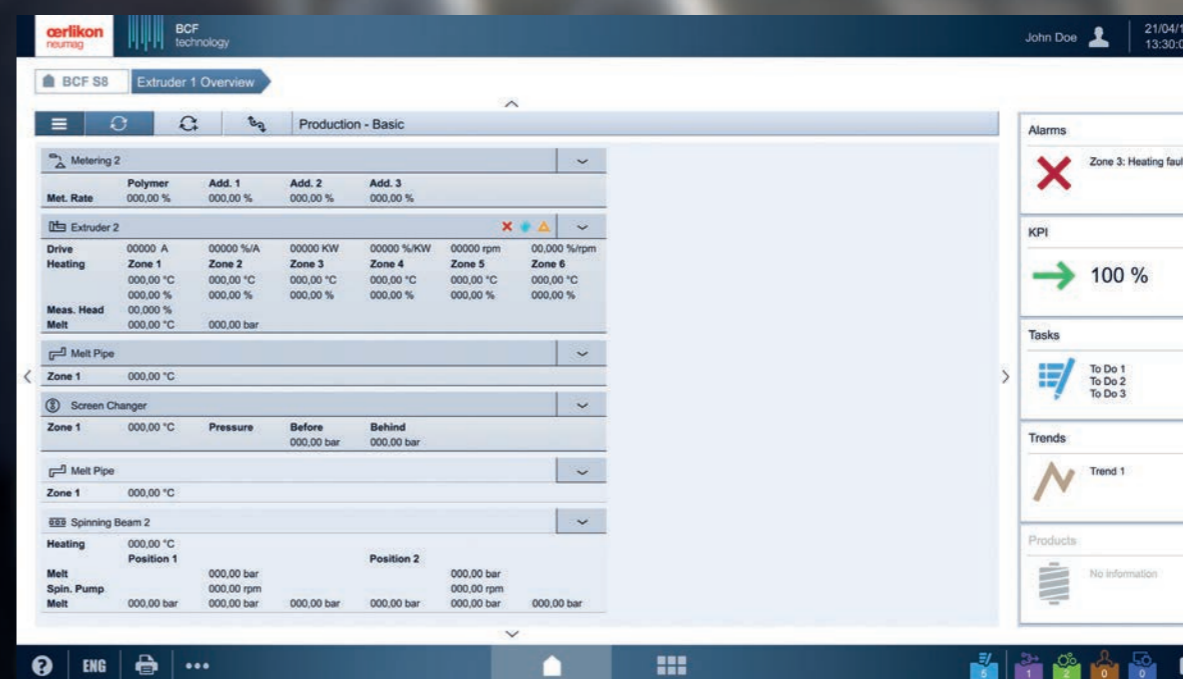 œrlikon
neumag
BCF
technology
John Doe
21/04/1
13:30:0
BCF S8
Extruder 1 Overview
Production - Basic
Metering 2
Polymer Add. 1 Add. 2 Add. 3
Met. Rate 000,00 % 000,00 % 000,00 % 000,00 %
Extruder 2
Drive 00000 A 00000 %/A 00000 KW 00000 %/KW 00000 rpm 00,000 %/rpm
Heating Zone 1 Zone 2 Zone 3 Zone 4 Zone 5 Zone 6
000,00 °C 000,00 °C 000,00 °C 000,00 °C 000,00 °C 000,00 °C
000,00 % 000,00 % 000,00 % 000,00 % 000,00 % 000,00 %
Meas. Head 00,000 %
Melt 000,00 °C 000,00 bar
Melt Pipe
Zone 1 000,00 °C
Screen Changer
Zone 1 000,00 °C Pressure Before Behind
000,00 bar 000,00 bar
Melt Pipe
Zone 1 000,00 °C
Spinning Beam 2
Heating 000,00 °C
Position 1 Position 2
Melt 000,00 bar 000,00 bar
Spin. Pump 000,00 rpm 000,00 rpm
Melt 000,00 bar 000,00 bar 000,00 bar 000,00 bar 000,00 bar 000,00 bar
Alarms
Zone 3: Heating faul
KPI
100 %
Tasks
To Do 1
To Do 2
To Do 3
Trends
Trend 1
Products
No information
? ENG
5 1 2 0 0